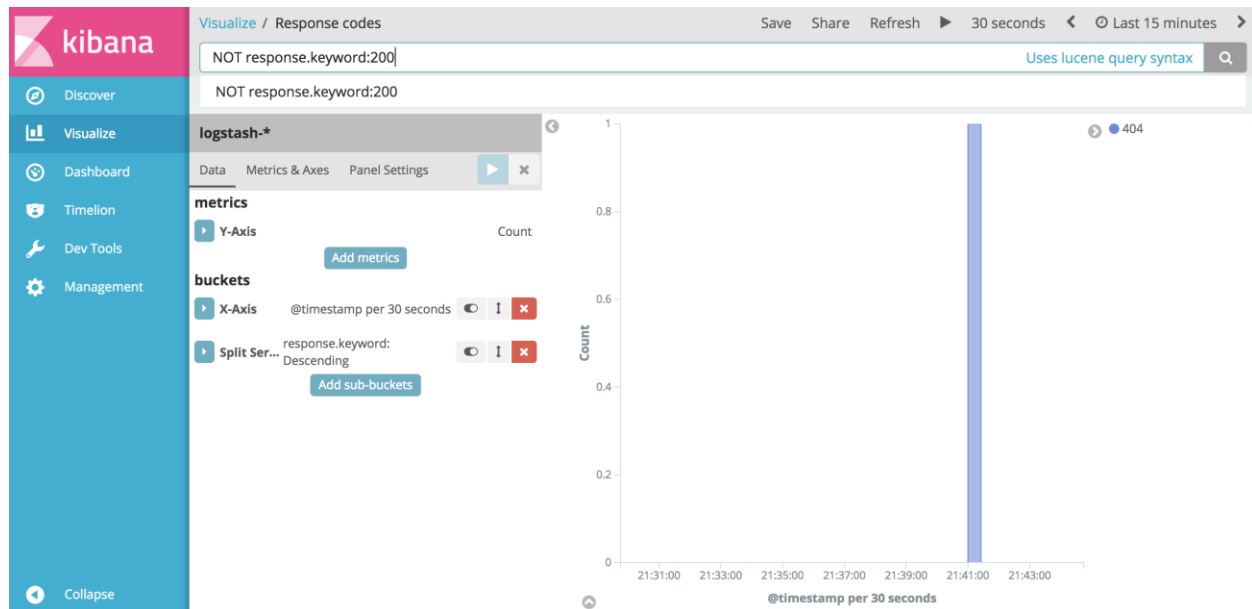 kibana
Discover
Visualize
Dashboard
Timelion
Dev Tools
Management
Collapse
Visualize / Response codes
Save Share Refresh 30 seconds Last 15 minutes
NOT response.keyword:200 Uses lucene query syntax
NOT response.keyword:200
logstash-*
Data Metrics & Axes Panel Settings
metrics
Y-Axis Count
Add metrics
buckets
X-Axis @timestamp per 30 seconds
Split Ser... response.keyword:
Descending
Add sub-buckets
1
0.8
0.6
0.4
0.2
0
Count
21:31:00 21:33:00 21:35:00 21:37:00 21:39:00 21:41:00 21:43:00
@timestamp per 30 seconds
404